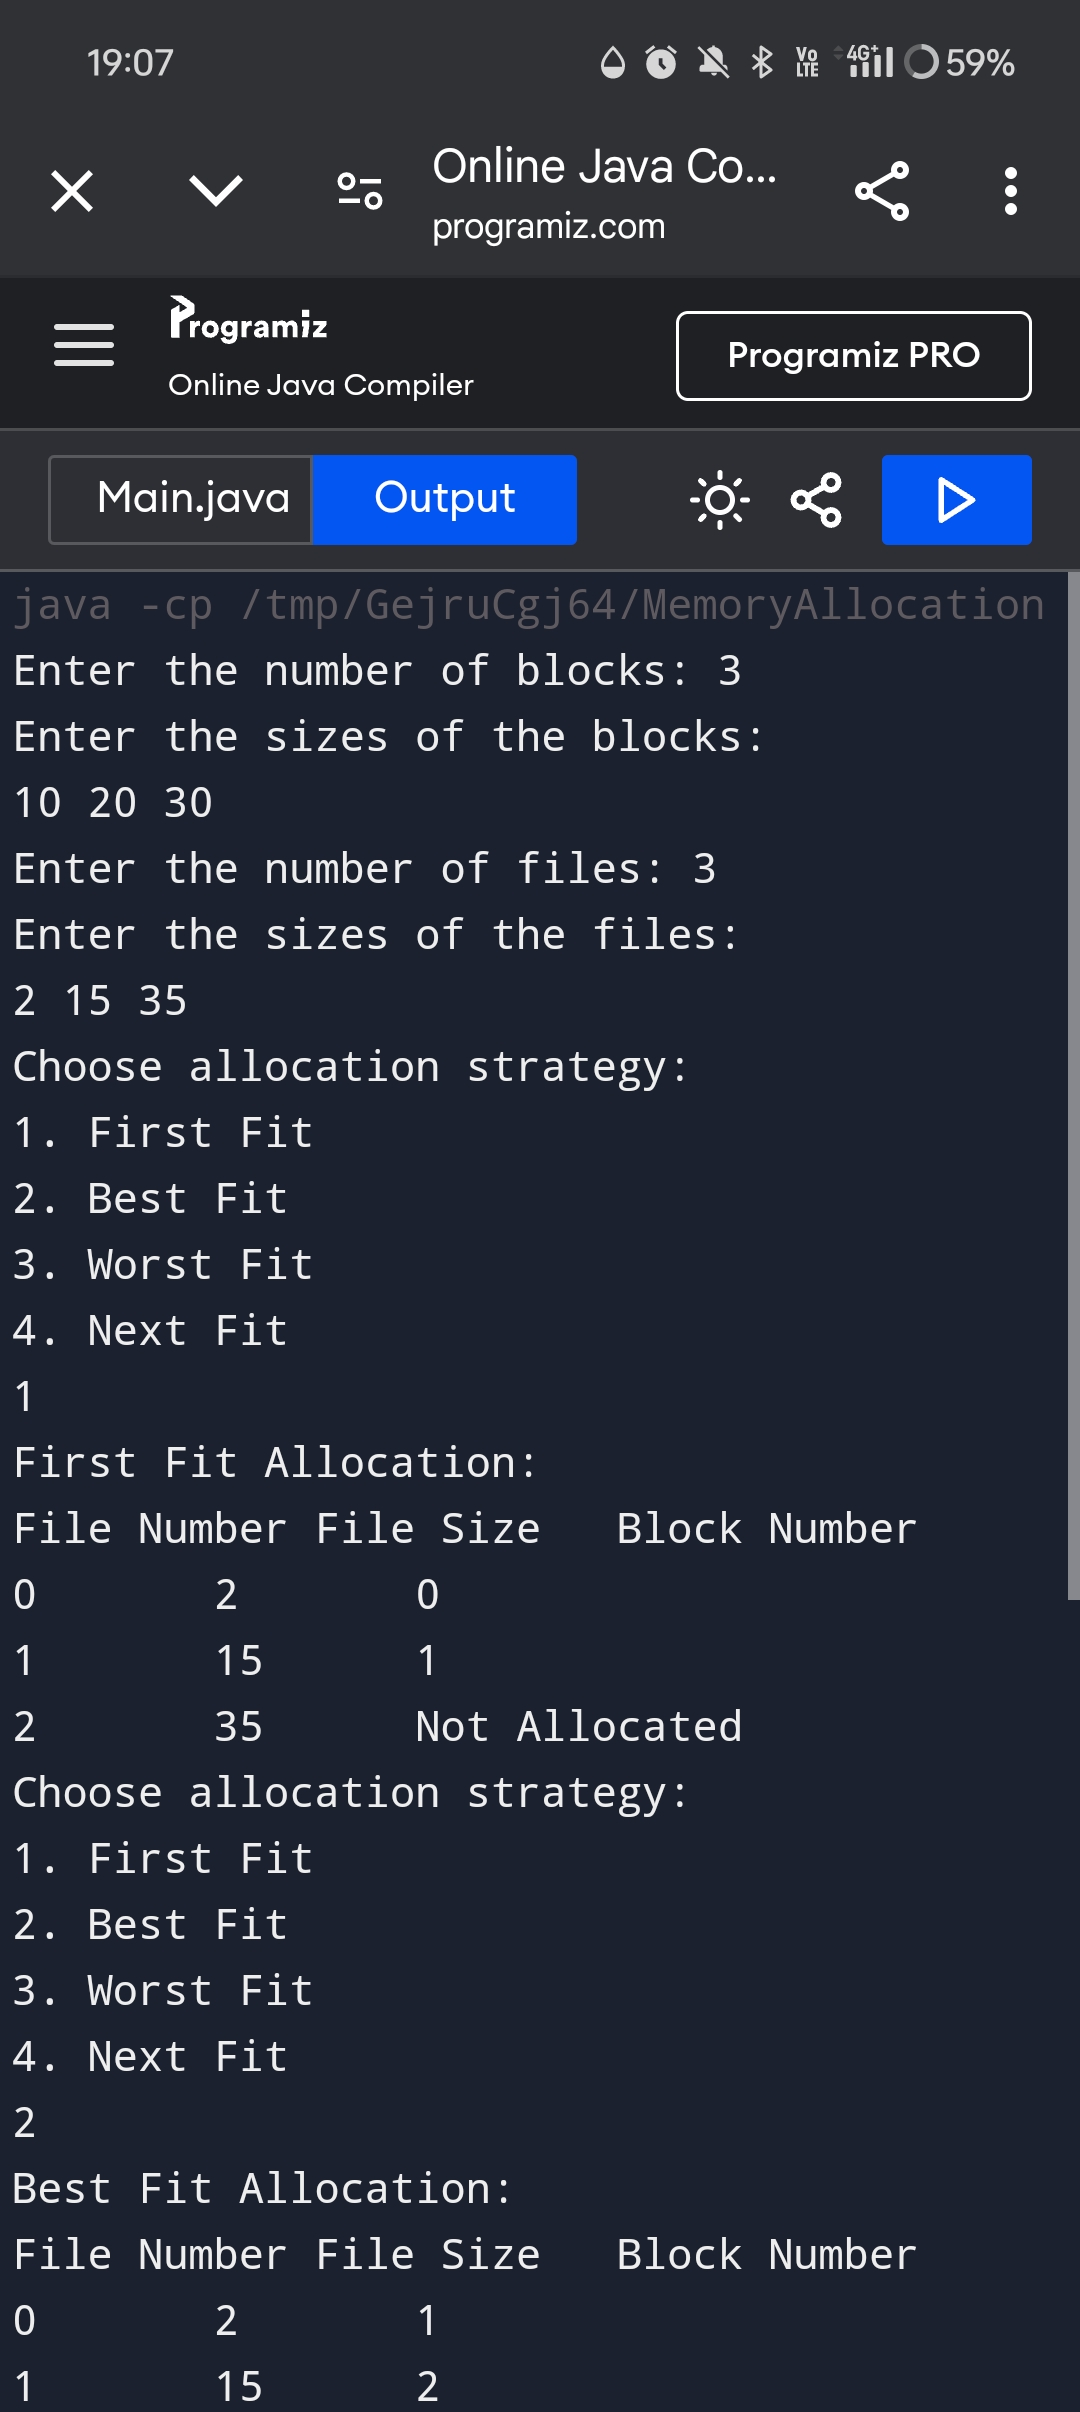 19:07 Vo LTE 4G+ 59%
Online Java Co...
programiz.com
Programiz
Online Java Compiler
Programiz PRO
Main.java Output
java -cp /tmp/GejruCgj64/MemoryAllocation
Enter the number of blocks: 3
Enter the sizes of the blocks:
10 20 30
Enter the number of files: 3
Enter the sizes of the files:
2 15 35
Choose allocation strategy:
1. First Fit
2. Best Fit
3. Worst Fit
4. Next Fit
1
First Fit Allocation:
File Number File Size   Block Number
0       2       0
1       15      1
2       35      Not Allocated
Choose allocation strategy:
1. First Fit
2. Best Fit
3. Worst Fit
4. Next Fit
2
Best Fit Allocation:
File Number File Size   Block Number
0       2       1
1       15      2